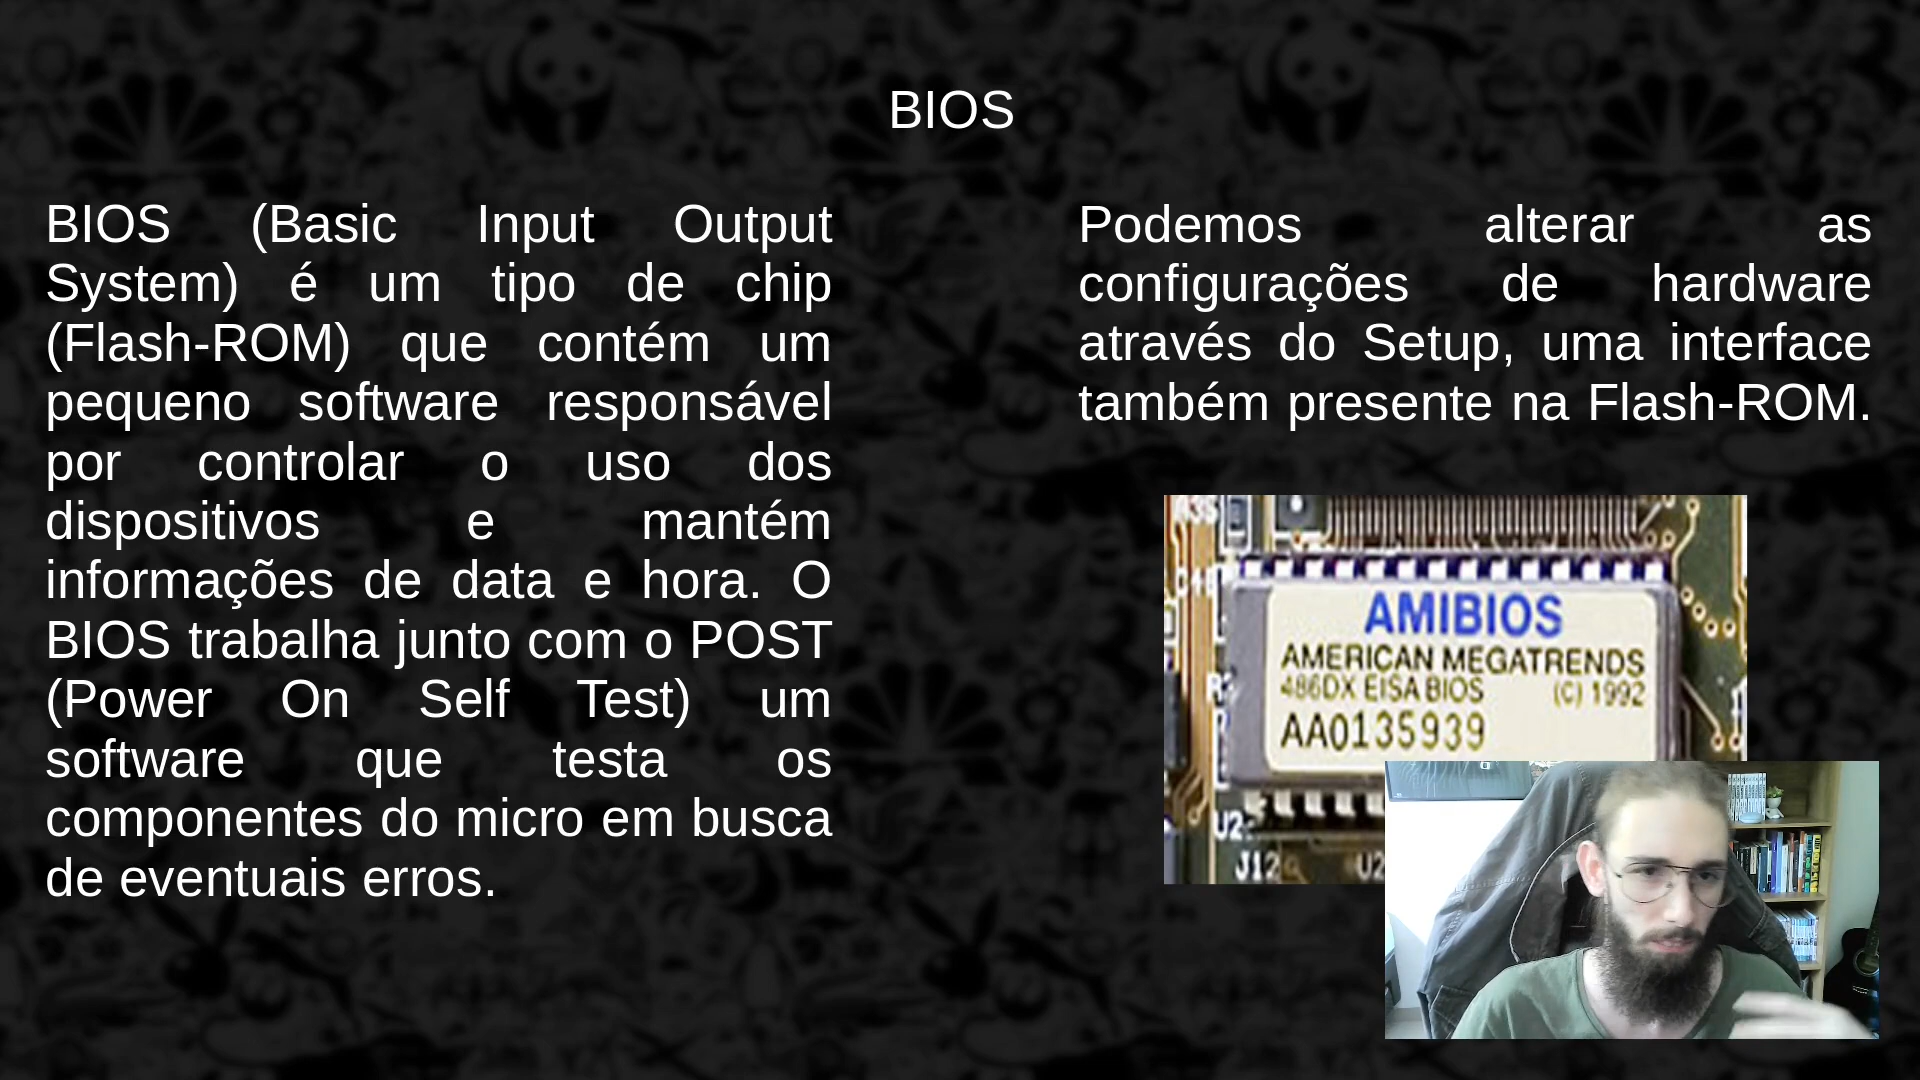 BIOS
BIOS (Basic Input Output
System) é um tipo de chip
(Flash-ROM) que contém um
pequeno software responsável
por controlar o uso dos
dispositivos e mantém
informações de data e hora. O
BIOS trabalha junto com o POST
(Power On Self Test) um
software que testa os
componentes do micro em busca
de eventuais erros.
Podemos alterar as
configurações de hardware
através do Setup, uma interface
também presente na Flash-ROM.
AMIBIOS
AMERICAN MEGATRENDS
486DX EISA BIOS (C) 1992
AA0135939
J12